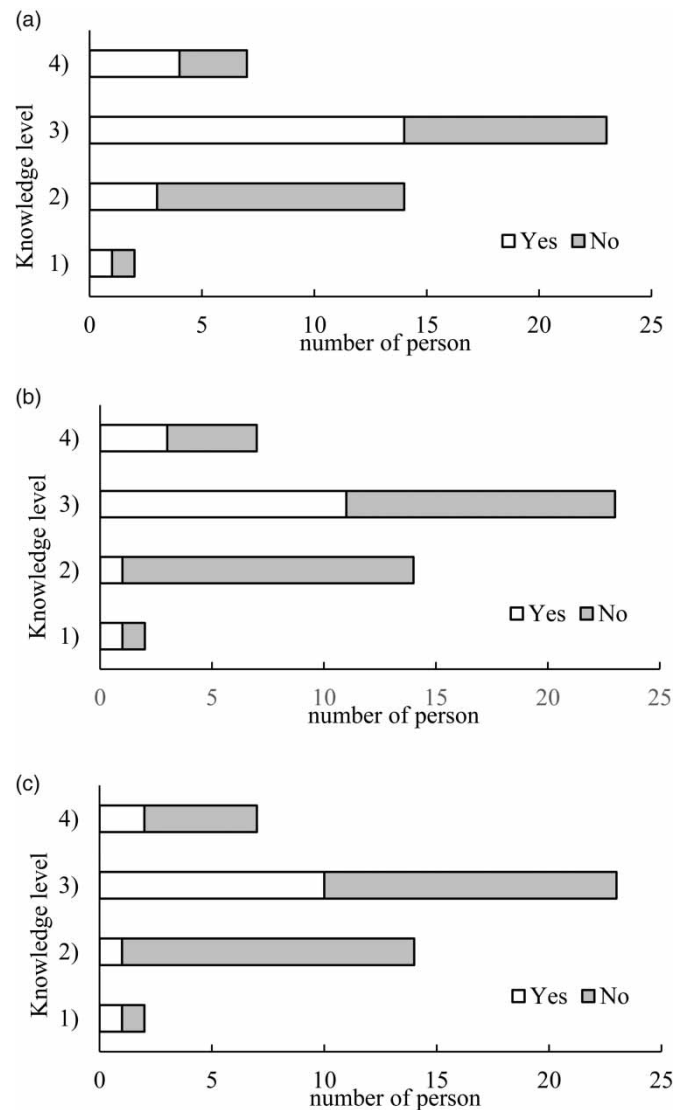 (a)
4)
3)
2)
1)
Knowledge level
Yes No
0 5 10 15 20 25
number of person
(b)
4)
3)
2)
1)
Knowledge level
Yes No
0 5 10 15 20 25
number of person
(c)
4)
3)
2)
1)
Knowledge level
Yes No
0 5 10 15 20 25
number of person